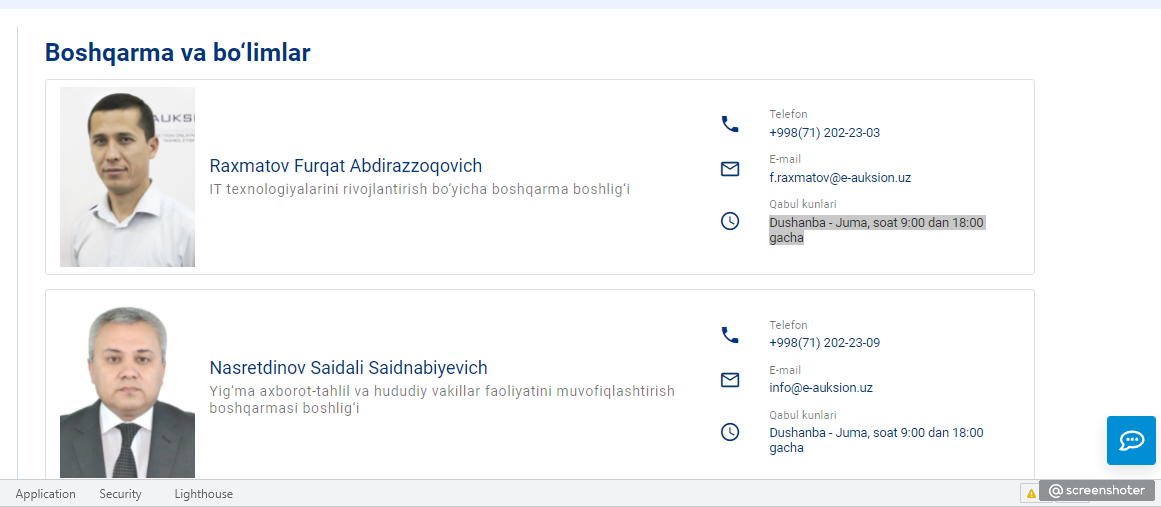 Boshqarma va bo‘limlar
AUKSI
Raxmatov Furqat Abdirazzoqovich
IT texnologiyalarini rivojlantirish bo‘yicha boshqarma boshlig‘i
Telefon
+998(71) 202-23-03
E-mail
f.raxmatov@e-auksion.uz
Qabul kunlari
Dushanba - Juma, soat 9:00 dan 18:00
gacha
Nasretdinov Saidali Saidnabiyevich
Yig‘ma axborot-tahlil va hududiy vakillar faoliyatini muvofiqlashtirish
boshqarmasi boshlig‘i
Telefon
+998(71) 202-23-09
E-mail
info@e-auksion.uz
Qabul kunlari
Dushanba - Juma, soat 9:00 dan 18:00
gacha
Application Security Lighthouse
@screenshoter